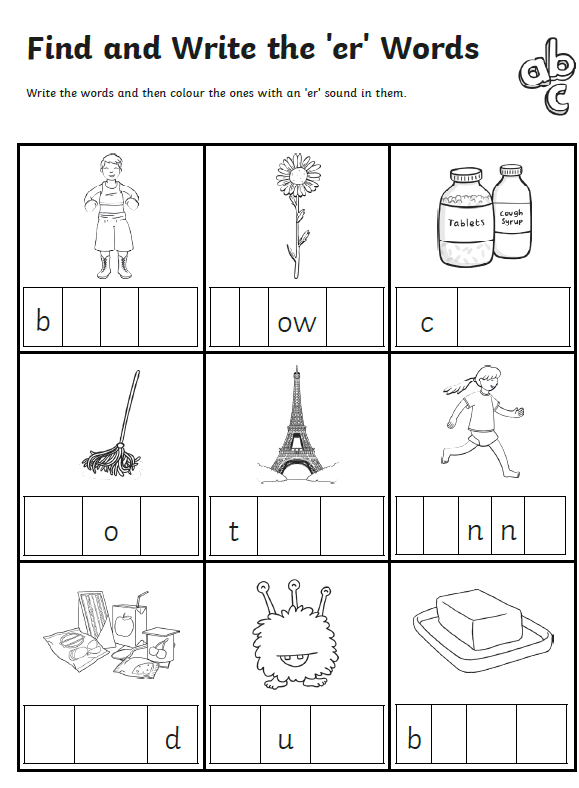 Find and Write the 'er' Words
Write the words and then colour the ones with an 'er' sound in them.
abc
Tablets
Cough
Syrup
b
ow
c
o
t
n n
d
u
b